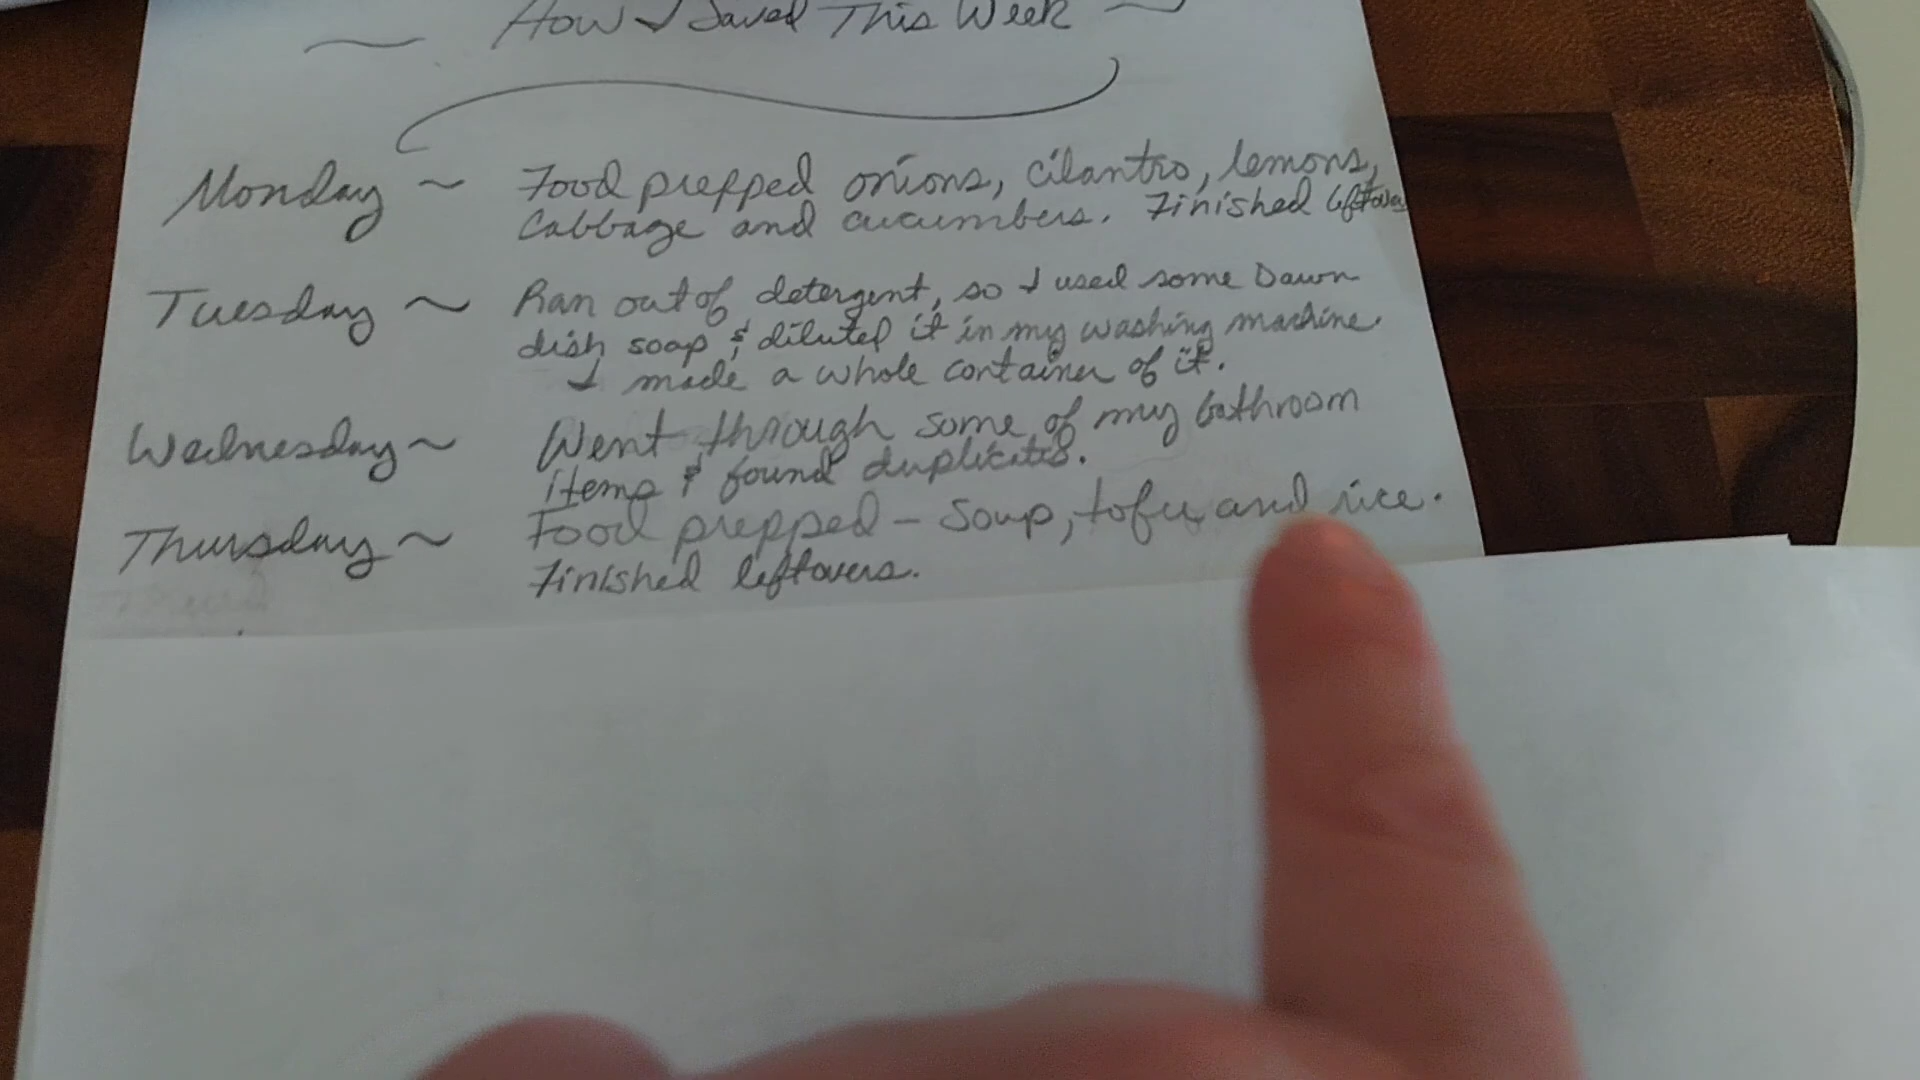 ~ How I Saved This Week ~
Monday ~ Food prepped onions, cilantro, lemons,
Cabbage and cucumbers. Finished leftovers
Tuesday ~ Ran out of detergent, so I used some Dawn
dish soap & diluted it in my washing machine.
I made a whole container of it.
Wednesday ~ Went through some of my bathroom
items & found duplicates.
Thursday ~ Food prepped - Soup, tofu and rice.
Finished leftovers.